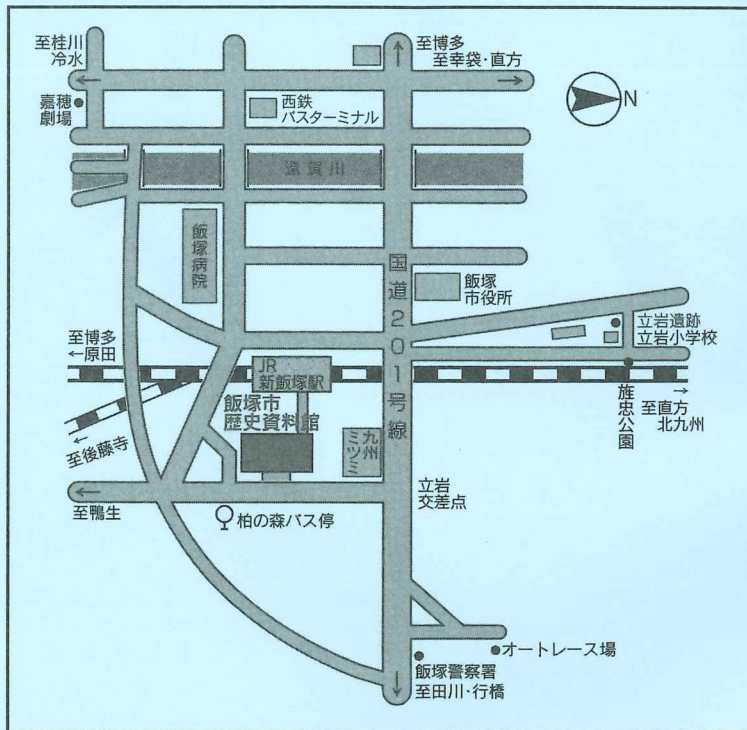 至桂川
冷水
至博多
至幸袋・直方
嘉穂
劇場
西鉄
バスターミナル
N
遠賀川
飯塚病院
国道201号線
飯塚
市役所
立岩遺跡
立岩小学校
至博多
←原田
JR
新飯塚駅
飯塚市
歴史資料館
九州
ミツミ
旌忠公園
至直方
北九州
至後藤寺
至鴨生
柏の森バス停
立岩
交差点
オートレース場
飯塚警察署
至田川・行橋